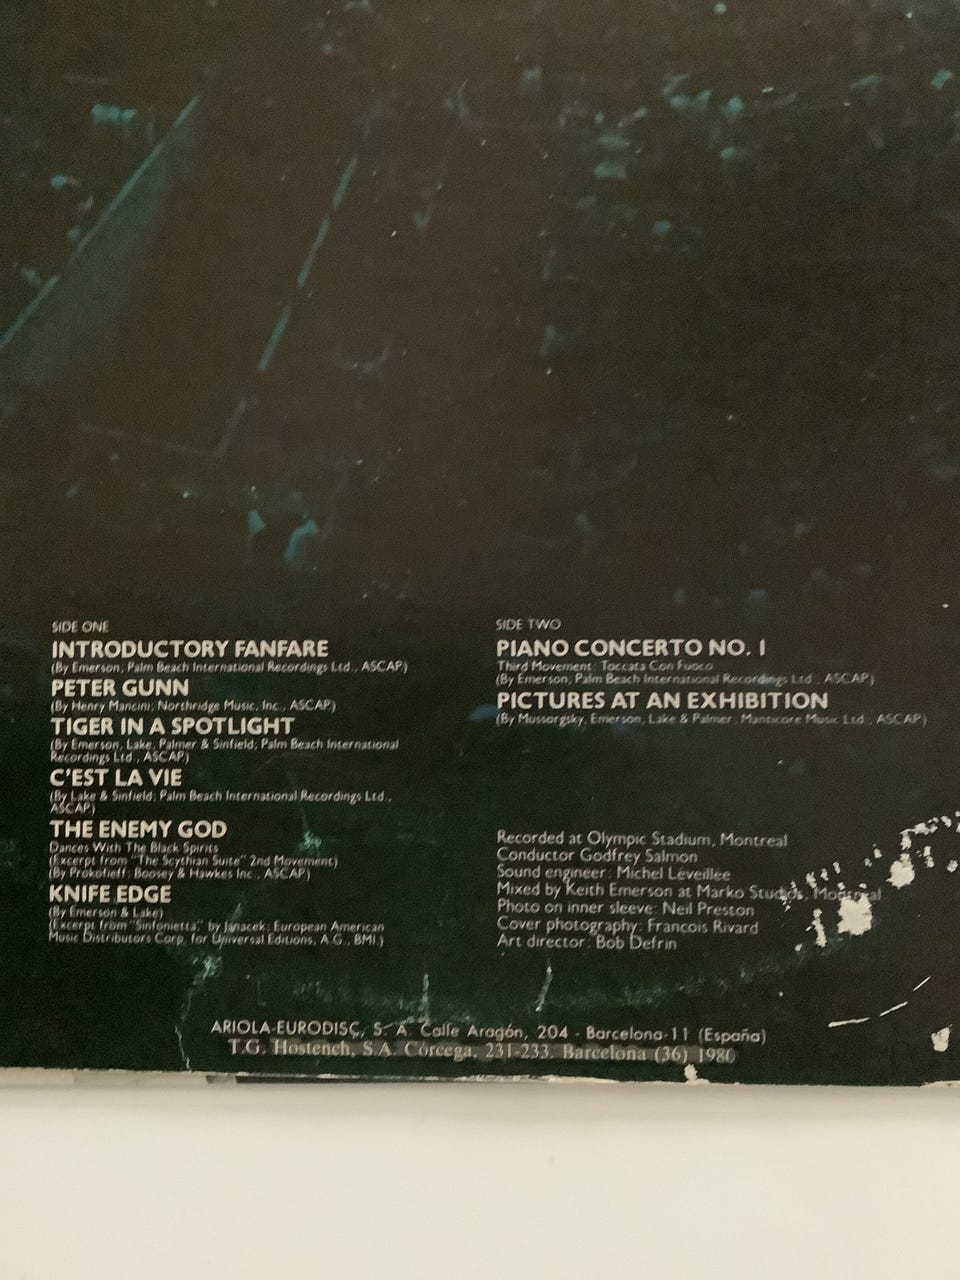 SIDE ONE
INTRODUCTORY FANFARE
(By Emerson; Palm Beach International Recordings Ltd., ASCAP)
PETER GUNN
(By Henry Mancini; Northridge Music, Inc., ASCAP)
TIGER IN A SPOTLIGHT
(By Emerson, Lake, Palmer & Sinfield; Palm Beach International
Recordings Ltd., ASCAP)
C'EST LA VIE
(By Lake & Sinfield; Palm Beach International Recordings Ltd.,
ASCAP)
THE ENEMY GOD
Dances With The Black Spirits
(Excerpt from "The Scythian Suite" 2nd Movement)
(By Prokofieff; Boosey & Hawkes Inc., ASCAP)
KNIFE EDGE
(By Emerson & Lake)
(Excerpt from "Sinfonietta," by Janacek; European American
Music Distributors Corp. for Universal Editions, A.G., BMI.)
SIDE TWO
PIANO CONCERTO NO. 1
Third Movement: Toccata Con Fuoco
(By Emerson; Palm Beach International Recordings Ltd., ASCAP)
PICTURES AT AN EXHIBITION
(By Mussorgsky, Emerson, Lake & Palmer; Manticore Music Ltd., ASCAP)
Recorded at Olympic Stadium, Montreal
Conductor Godfrey Salmon
Sound engineer: Michel Léveillée
Mixed by Keith Emerson at Marko Studios, Montreal
Photo on inner sleeve: Neil Preston
Cover photography: Francois Rivard
Art director: Bob Defrin
ARIOLA-EURODISC, S. A. Calle Aragón, 204 - Barcelona-11 (España)
T.G. Hostench, S.A. Córcega, 231-233. Barcelona (36) 1980